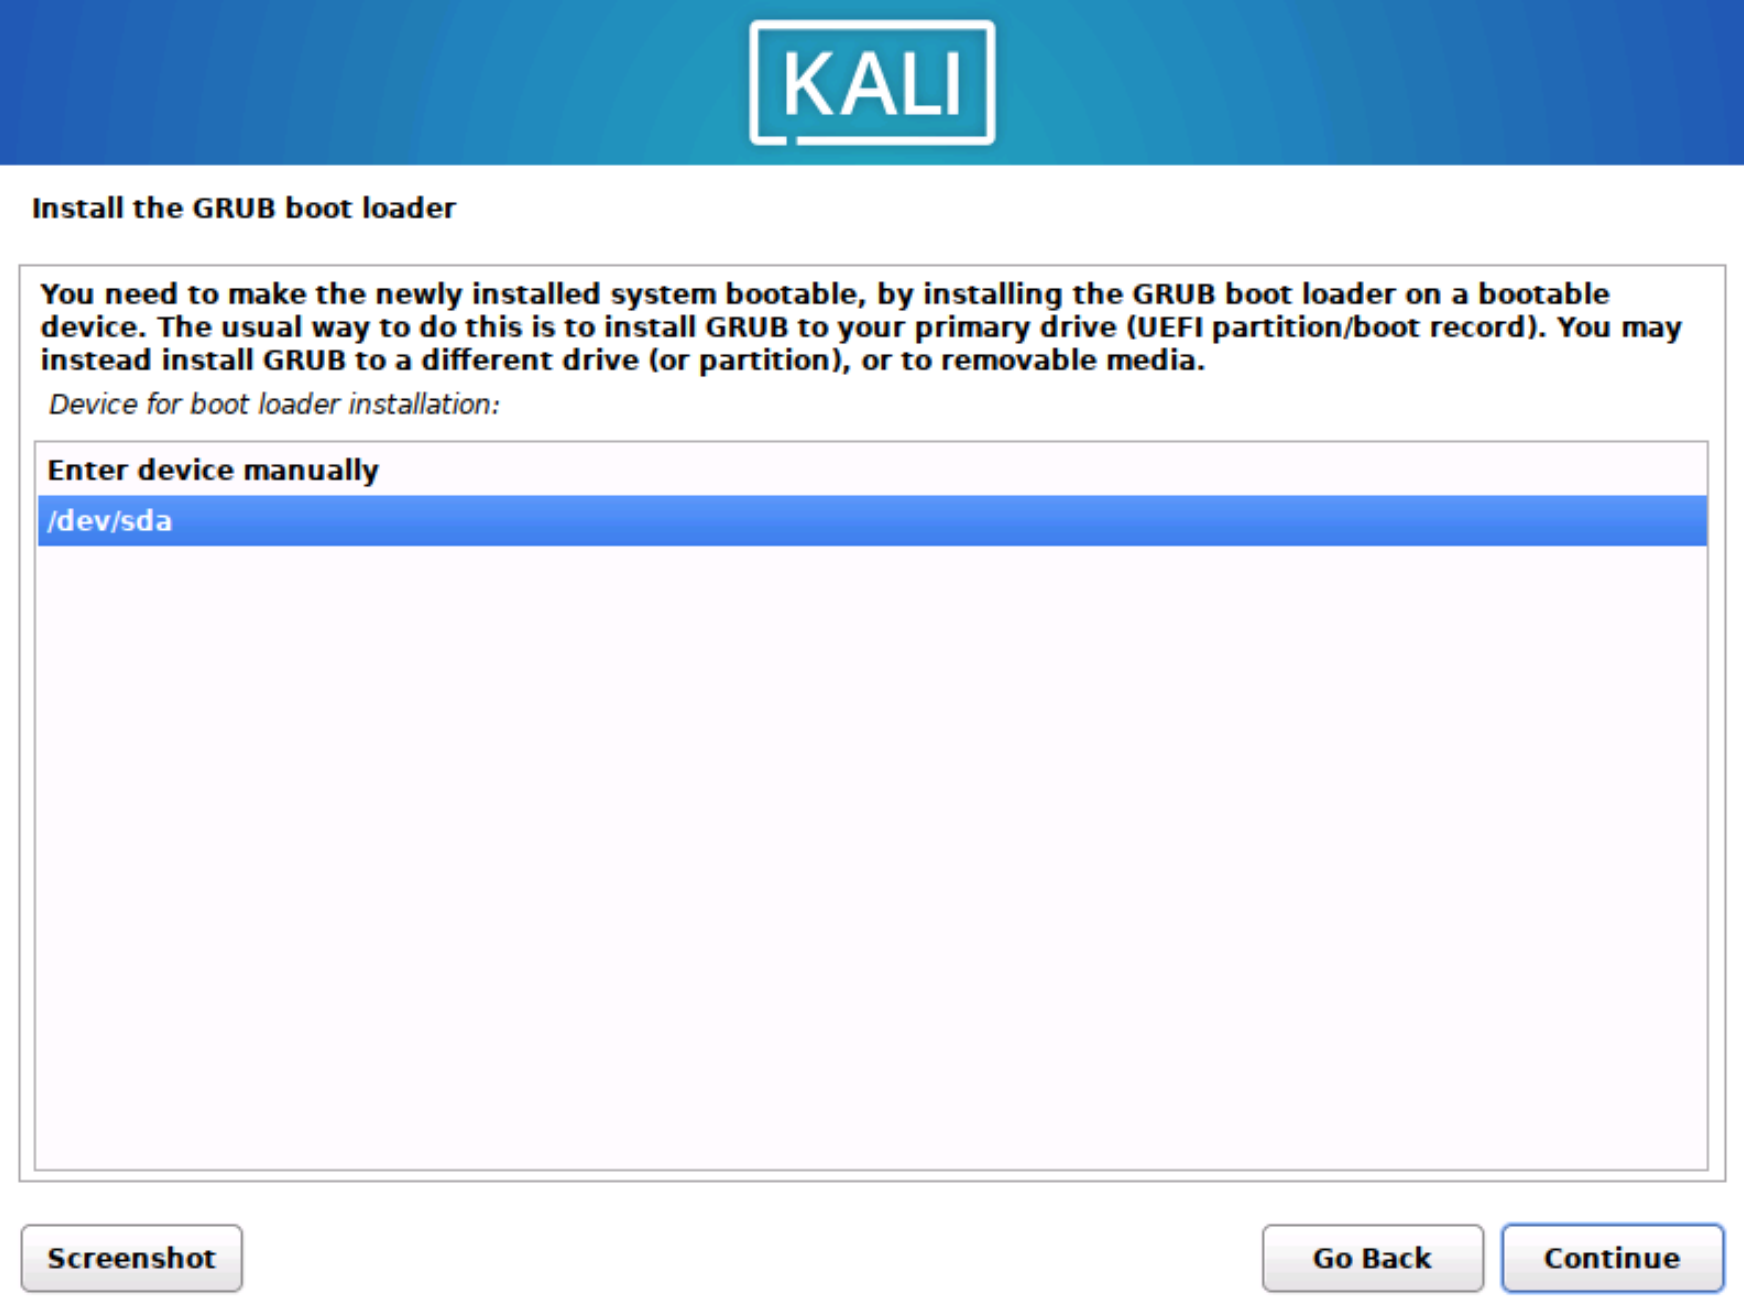 KALI
Install the GRUB boot loader
You need to make the newly installed system bootable, by installing the GRUB boot loader on a bootable
device. The usual way to do this is to install GRUB to your primary drive (UEFI partition/boot record). You may
instead install GRUB to a different drive (or partition), or to removable media.
Device for boot loader installation:
Enter device manually
/dev/sda
Screenshot
Go Back
Continue